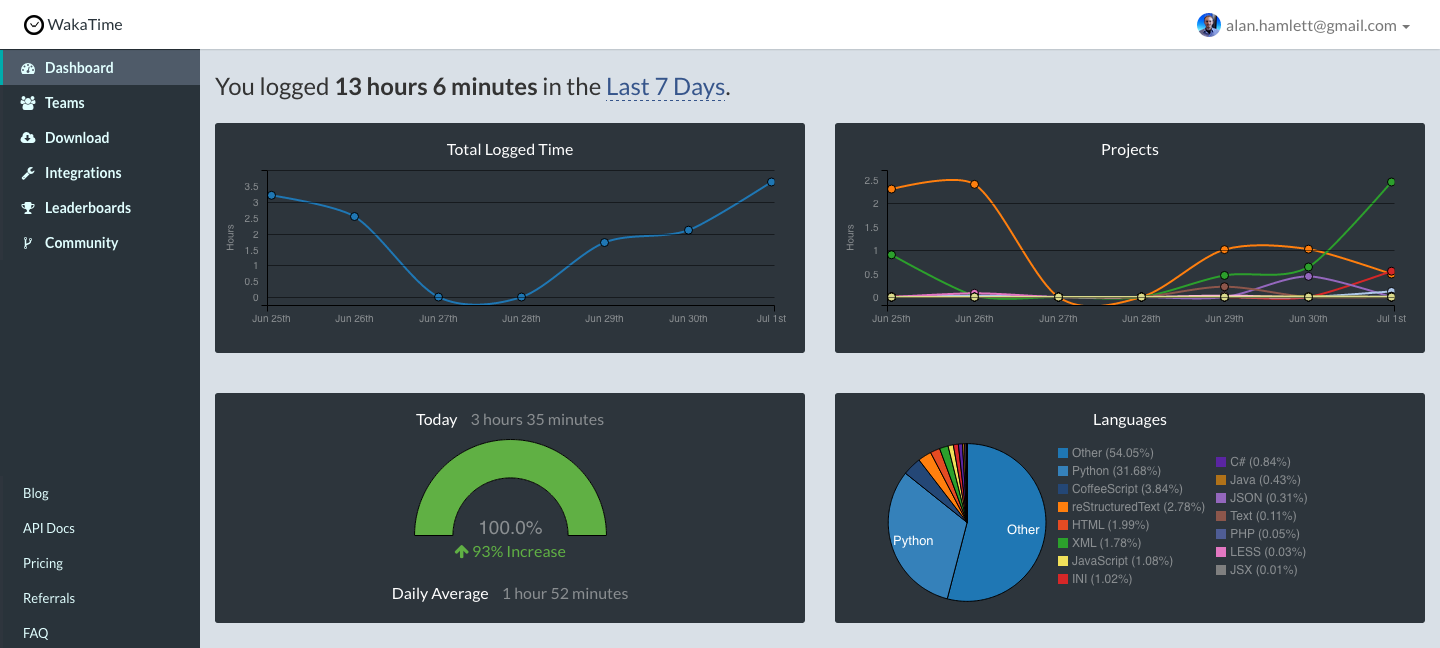 WakaTime
alan.hamlett@gmail.com
Dashboard
Teams
Download
Integrations
Leaderboards
Community
Blog
API Docs
Pricing
Referrals
FAQ
You logged 13 hours 6 minutes in the Last 7 Days.
Total Logged Time
Hours
3.5
3
2.5
2
1.5
1
0.5
0
Jun 25th Jun 26th Jun 27th Jun 28th Jun 29th Jun 30th Jul 1st
Projects
Hours
2.5
2
1.5
1
0.5
0
Jun 25th Jun 26th Jun 27th Jun 28th Jun 29th Jun 30th Jul 1st
Today 3 hours 35 minutes
100.0%
93% Increase
Daily Average 1 hour 52 minutes
Languages
Python
Other
Other (54.05%)
Python (31.68%)
CoffeeScript (3.84%)
reStructuredText (2.78%)
HTML (1.99%)
XML (1.78%)
JavaScript (1.08%)
INI (1.02%)
C# (0.84%)
Java (0.43%)
JSON (0.31%)
Text (0.11%)
PHP (0.05%)
LESS (0.03%)
JSX (0.01%)